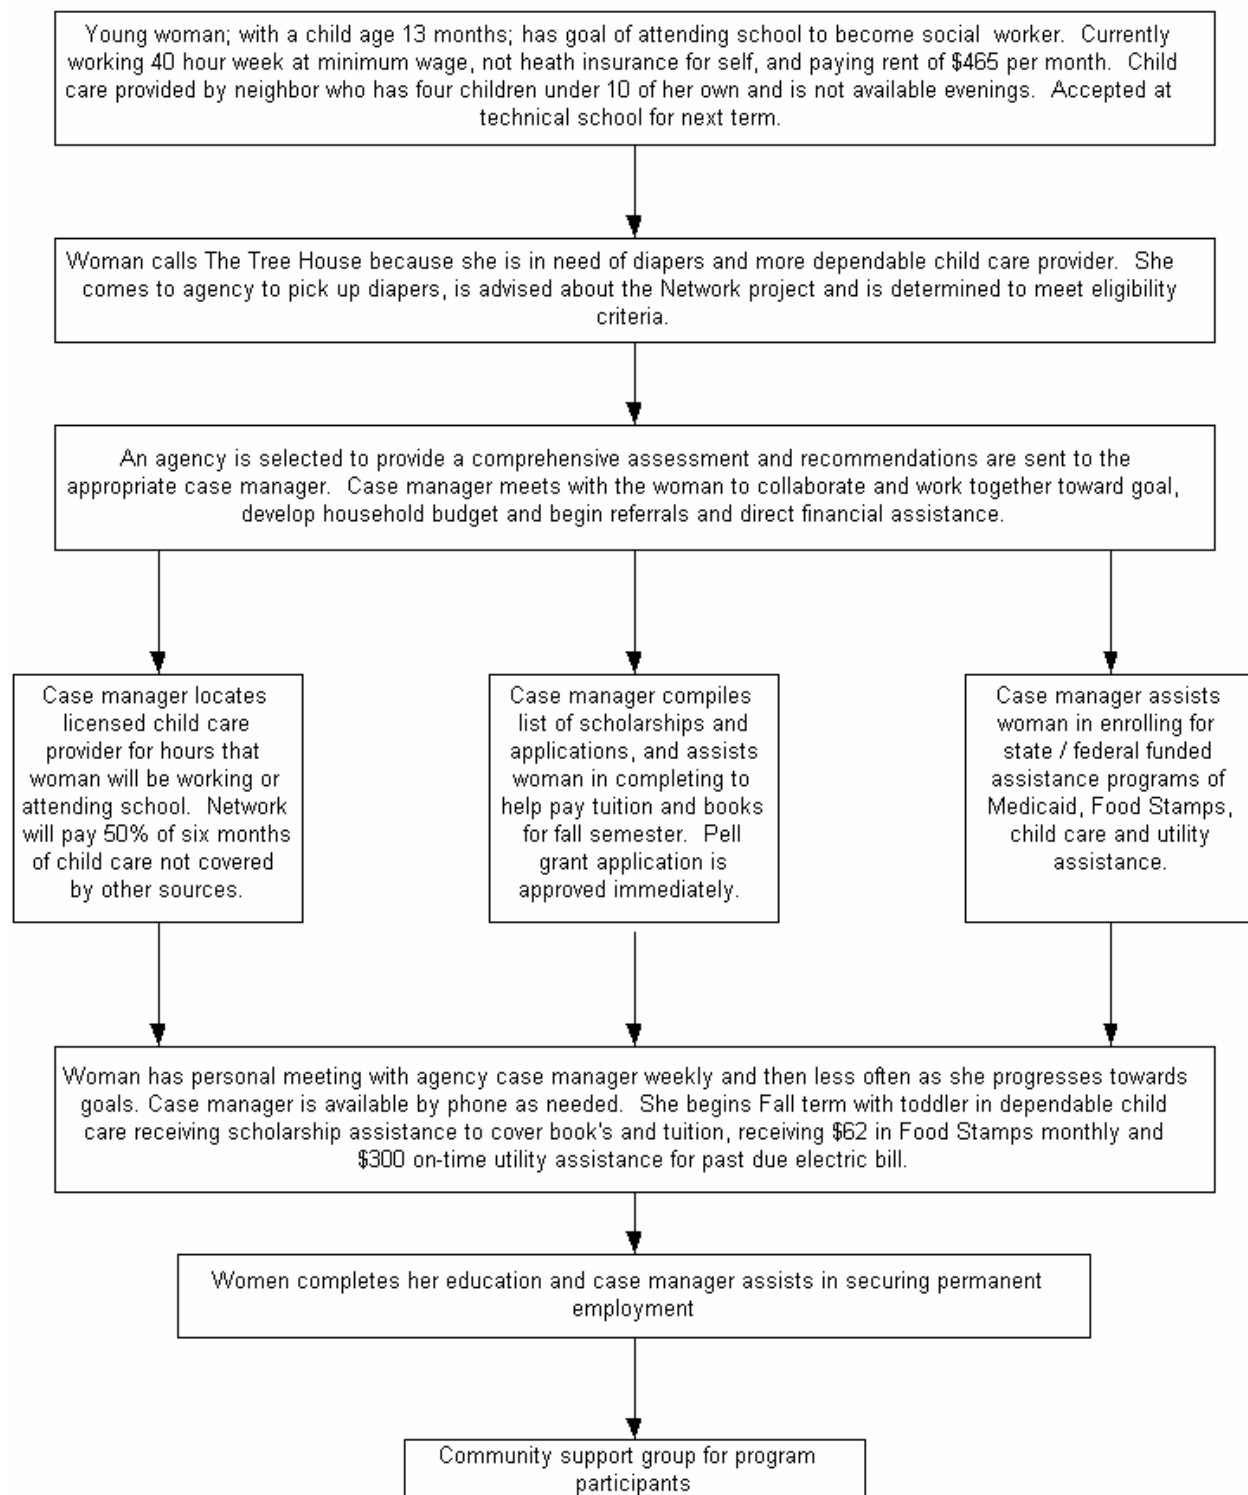 Young woman; with a child age 13 months; has goal of attending school to become social worker. Currently
working 40 hour week at minimum wage, not heath insurance for self, and paying rent of $465 per month. Child
care provided by neighbor who has four children under 10 of her own and is not available evenings. Accepted at
technical school for next term.
Woman calls The Tree House because she is in need of diapers and more dependable child care provider. She
comes to agency to pick up diapers, is advised about the Network project and is determined to meet eligibility
criteria.
An agency is selected to provide a comprehensive assessment and recommendations are sent to the
appropriate case manager. Case manager meets with the woman to collaborate and work together toward goal,
develop household budget and begin referrals and direct financial assistance.
Case manager locates
licensed child care
provider for hours that
woman will be working or
attending school. Network
will pay 50% of six months
of child care not covered
by other sources.
Case manager compiles
list of scholarships and
applications, and assists
woman in completing to
help pay tuition and books
for fall semester. Pell
grant application is
approved immediately.
Case manager assists
woman in enrolling for
state / federal funded
assistance programs of
Medicaid, Food Stamps,
child care and utility
assistance.
Woman has personal meeting with agency case manager weekly and then less often as she progresses towards
goals. Case manager is available by phone as needed. She begins Fall term with toddler in dependable child
care receiving scholarship assistance to cover book's and tuition, receiving $62 in Food Stamps monthly and
$300 on-time utility assistance for past due electric bill.
Women completes her education and case manager assists in securing permanent
employment
Community support group for program
participants